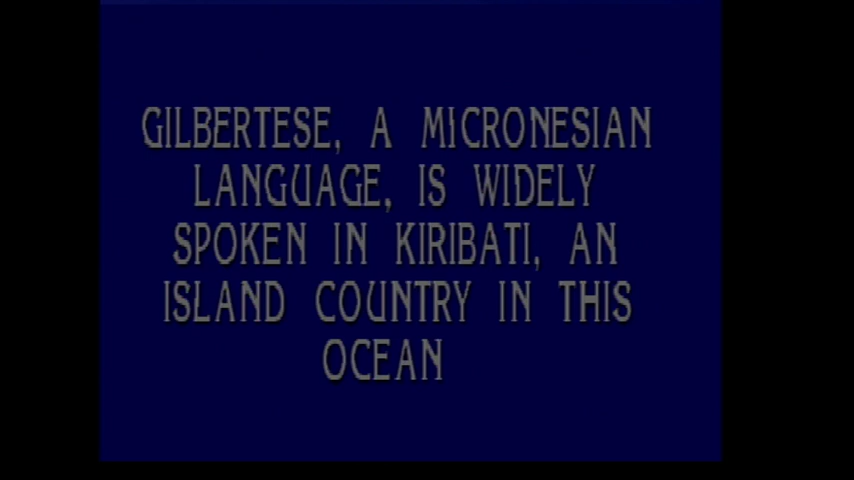 GILBERTESE, A MICRONESIAN
LANGUAGE, IS WIDELY
SPOKEN IN KIRIBATI, AN
ISLAND COUNTRY IN THIS
OCEAN